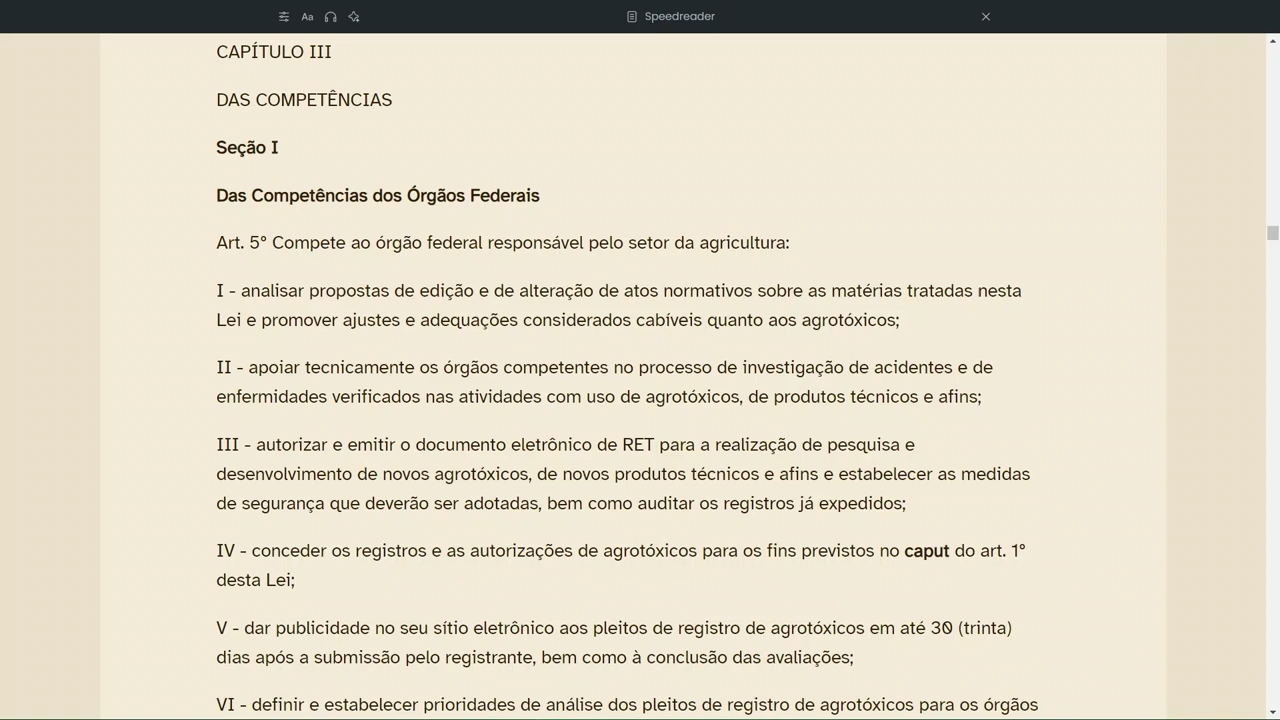 Aa
Speedreader
CAPÍTULO III
DAS COMPETÊNCIAS
Seção I
Das Competências dos Órgãos Federais
Art. 5º Compete ao órgão federal responsável pelo setor da agricultura:
I - analisar propostas de edição e de alteração de atos normativos sobre as matérias tratadas nesta
Lei e promover ajustes e adequações considerados cabíveis quanto aos agrotóxicos;
II - apoiar tecnicamente os órgãos competentes no processo de investigação de acidentes e de
enfermidades verificados nas atividades com uso de agrotóxicos, de produtos técnicos e afins;
III - autorizar e emitir o documento eletrônico de RET para a realização de pesquisa e
desenvolvimento de novos agrotóxicos, de novos produtos técnicos e afins e estabelecer as medidas
de segurança que deverão ser adotadas, bem como auditar os registros já expedidos;
IV - conceder os registros e as autorizações de agrotóxicos para os fins previstos no caput do art. 1º
desta Lei;
V - dar publicidade no seu sítio eletrônico aos pleitos de registro de agrotóxicos em até 30 (trinta)
dias após a submissão pelo registrante, bem como à conclusão das avaliações;
VI - definir e estabelecer prioridades de análise dos pleitos de registro de agrotóxicos para os órgãos